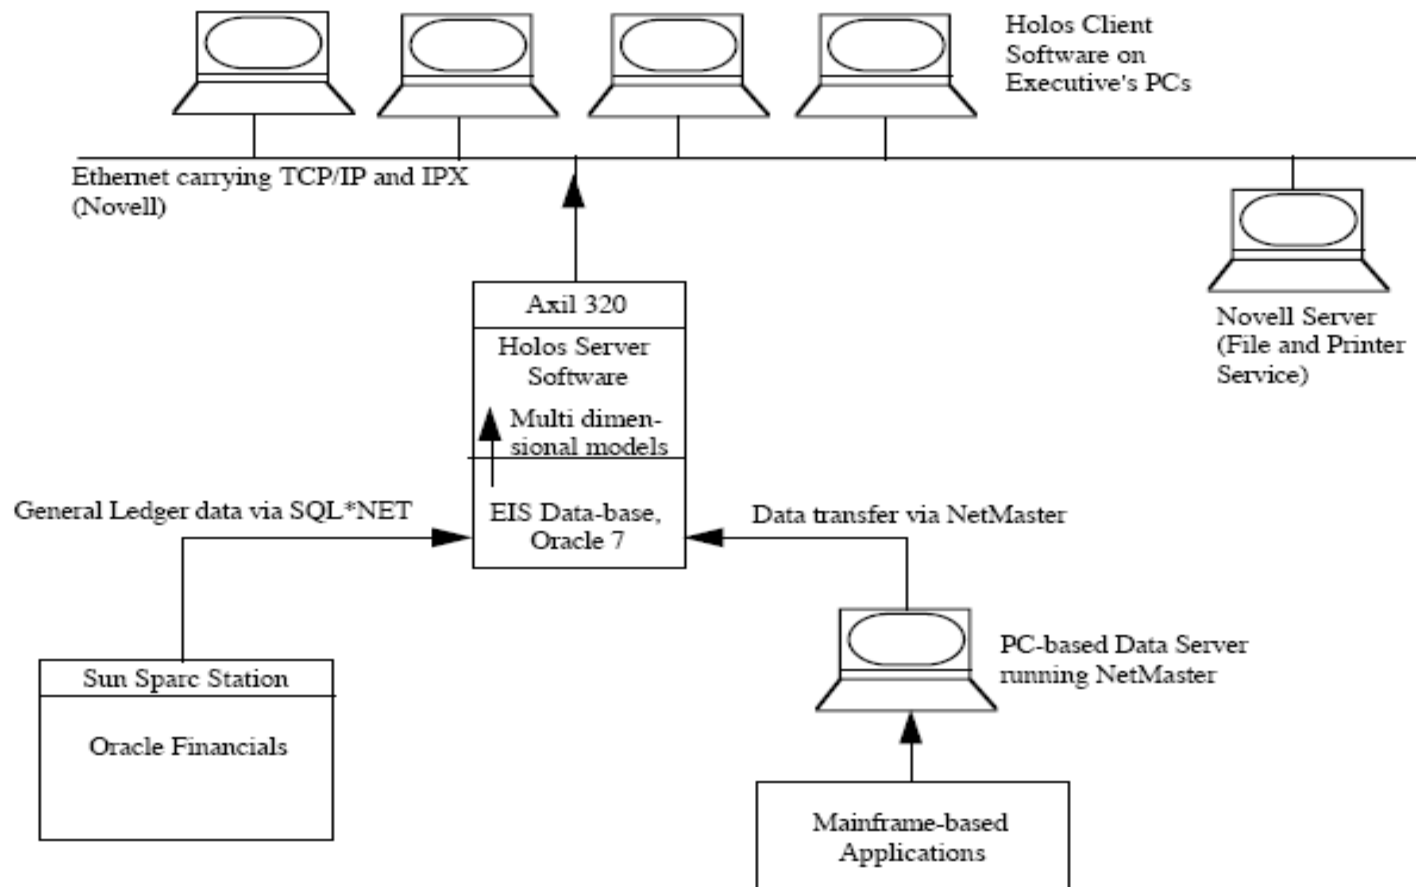 Holos Client
Software on
Executive's PCs
Ethernet carrying TCP/IP and IPX
(Novell)
Axil 320
Holos Server
Software
Multi dimen-
sional models
Novell Server
(File and Printer
Service)
General Ledger data via SQL*NET
EIS Data-base,
Oracle 7
Data transfer via NetMaster
PC-based Data Server
running NetMaster
Sun Sparc Station
Oracle Financials
Mainframe-based
Applications